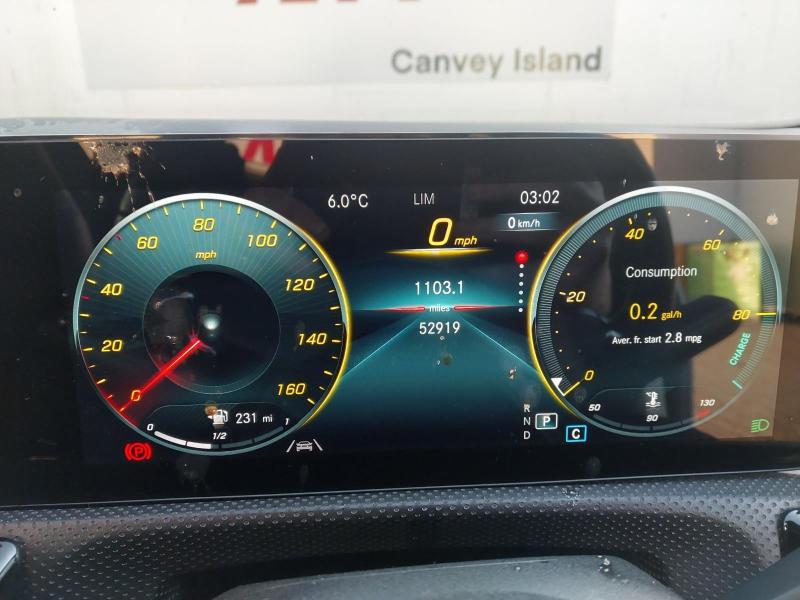 Canvey Island
6.0°C LIM 03:02
0 mph
0 km/h
1103.1
miles
52919
0 20 40 60 80 100 120 140 160
mph
0 1/2 1
231 mi
P
R
N
D
P
C
0 20 40 60 80
Consumption
0.2 gal/h
Aver. fr. start 2.8 mpg
CHARGE
50 90 130